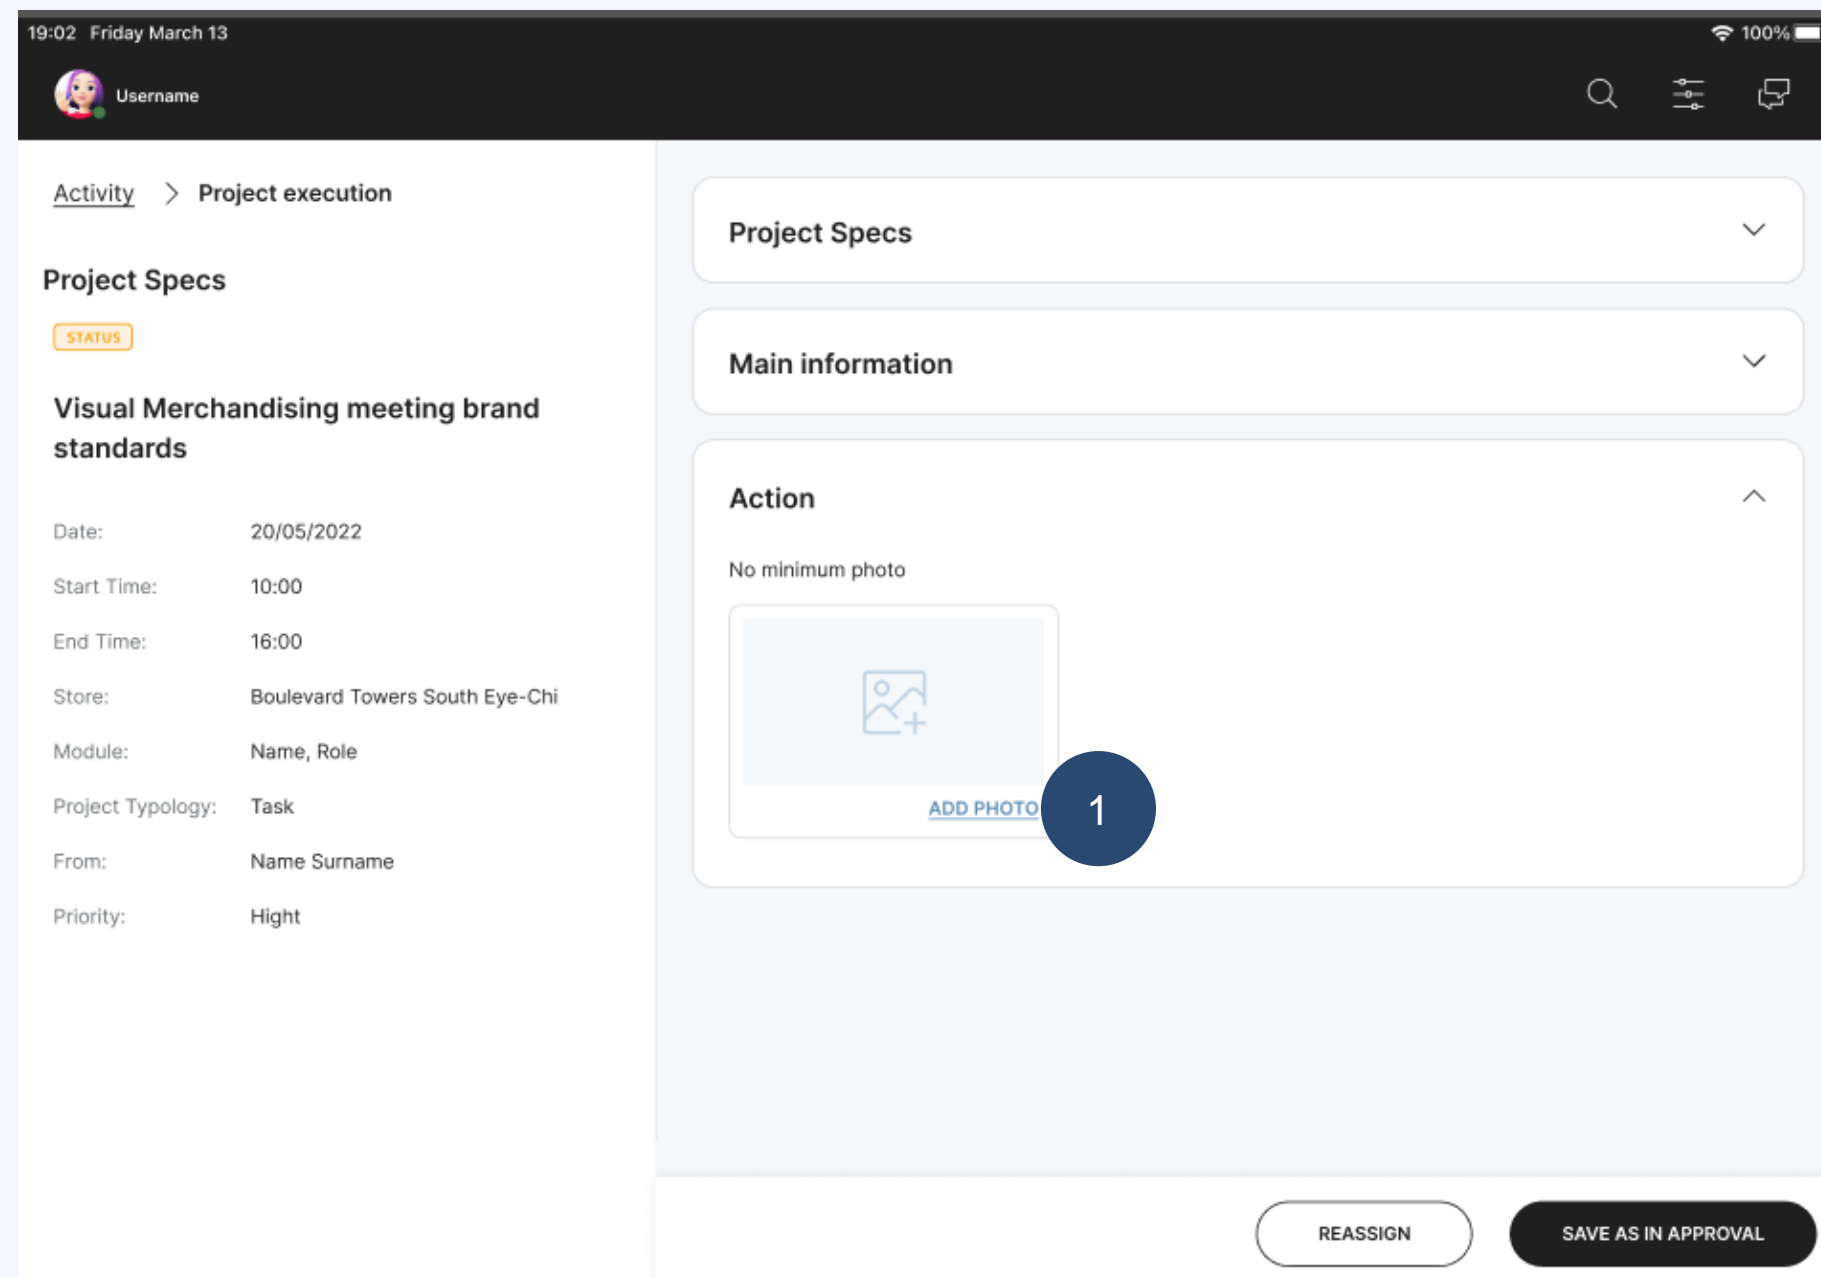 19:02 Friday March 13
100%
Username
Activity > Project execution
Project Specs
STATUS
Visual Merchandising meeting brand
standards
Date: 20/05/2022
Start Time: 10:00
End Time: 16:00
Store: Boulevard Towers South Eye-Chi
Module: Name, Role
Project Typology: Task
From: Name Surname
Priority: Hight
Project Specs
Main information
Action
No minimum photo
ADD PHOTO
1
REASSIGN
SAVE AS IN APPROVAL